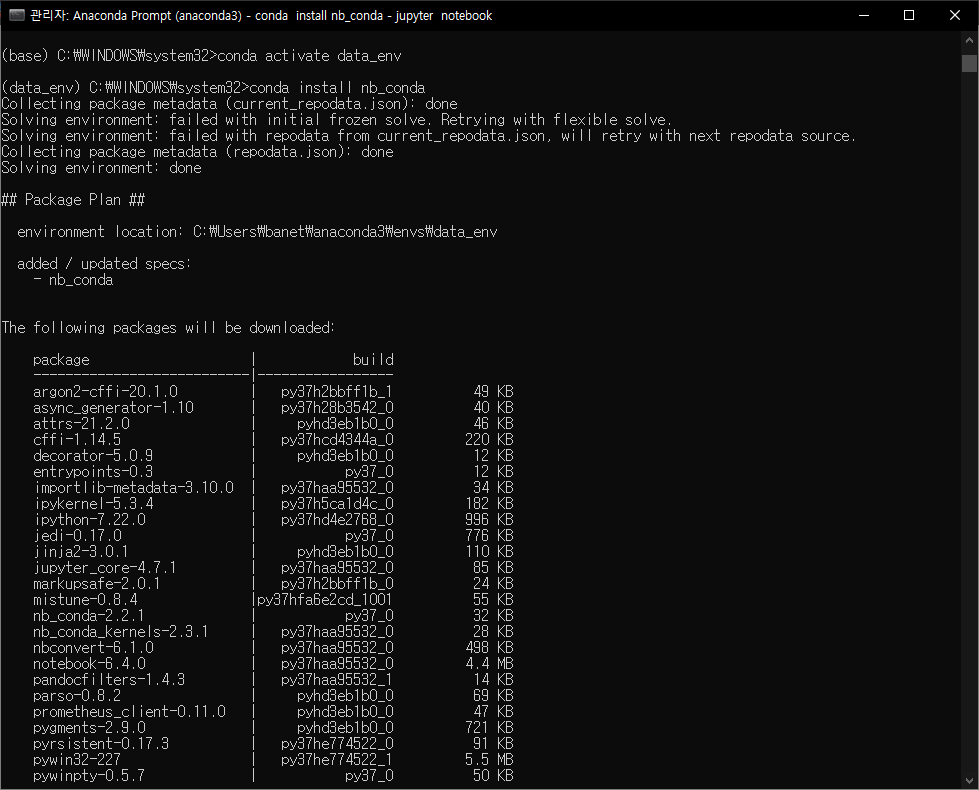 관리자: Anaconda Prompt (anaconda3) - conda  install nb_conda - jupyter  notebook
(base) C:₩WINDOWS₩system32>conda activate data_env
(data_env) C:₩WINDOWS₩system32>conda install nb_conda
Collecting package metadata (current_repodata.json): done
Solving environment: failed with initial frozen solve. Retrying with flexible solve.
Solving environment: failed with repodata from current_repodata.json, will retry with next repodata source.
Collecting package metadata (repodata.json): done
Solving environment: done
## Package Plan ##
  environment location: C:₩Users₩banet₩anaconda3₩envs₩data_env
  added / updated specs:
    - nb_conda
The following packages will be downloaded:
    package                    |            build
    ---------------------------|-----------------
    argon2-cffi-20.1.0         |   py37h2bbff1b_1          49 KB
    async_generator-1.10       |   py37h28b3542_0          40 KB
    attrs-21.2.0               |     pyhd3eb1b0_0          46 KB
    cffi-1.14.5                |   py37hcd4344a_0         220 KB
    decorator-5.0.9            |     pyhd3eb1b0_0          12 KB
    entrypoints-0.3            |           py37_0          12 KB
    importlib-metadata-3.10.0  |   py37haa95532_0          34 KB
    ipykernel-5.3.4            |   py37h5ca1d4c_0         182 KB
    ipython-7.22.0             |   py37hd4e2768_0         996 KB
    jedi-0.17.0                |           py37_0         776 KB
    jinja2-3.0.1               |     pyhd3eb1b0_0         110 KB
    jupyter_core-4.7.1         |   py37haa95532_0          85 KB
    markupsafe-2.0.1           |   py37h2bbff1b_0          24 KB
    mistune-0.8.4              |py37hfa6e2cd_1001          55 KB
    nb_conda-2.2.1             |           py37_0          32 KB
    nb_conda_kernels-2.3.1     |   py37haa95532_0          28 KB
    nbconvert-6.1.0            |   py37haa95532_0         498 KB
    notebook-6.4.0             |   py37haa95532_0         4.4 MB
    pandocfilters-1.4.3        |   py37haa95532_1          14 KB
    parso-0.8.2                |     pyhd3eb1b0_0          69 KB
    prometheus_client-0.11.0   |     pyhd3eb1b0_0          47 KB
    pygments-2.9.0             |     pyhd3eb1b0_0         721 KB
    pyrsistent-0.17.3          |   py37he774522_0          91 KB
    pywin32-227                |   py37he774522_1         5.5 MB
    pywinpty-0.5.7             |           py37_0          50 KB